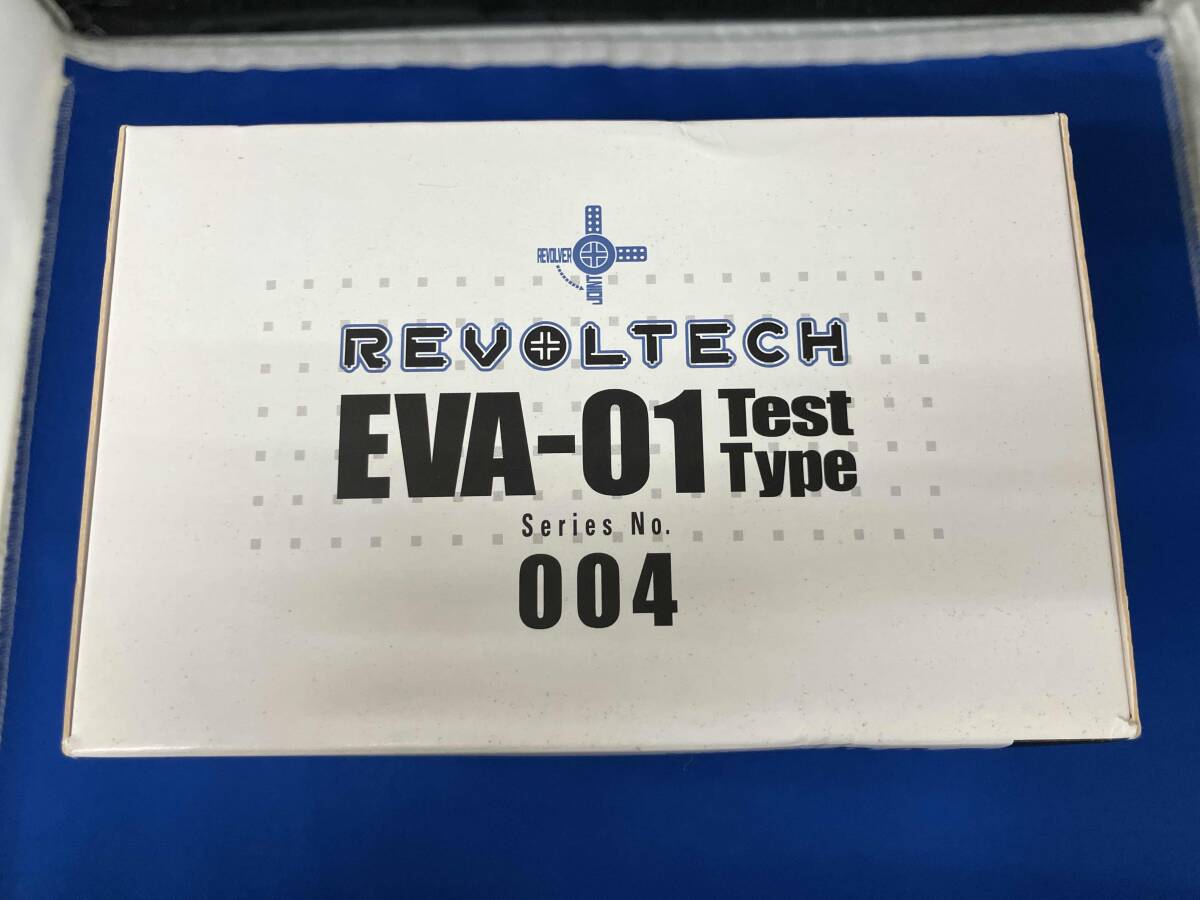 REVOLVER
JOINT
REVOLTECH
EVA-01 Test Type
Series No.
004